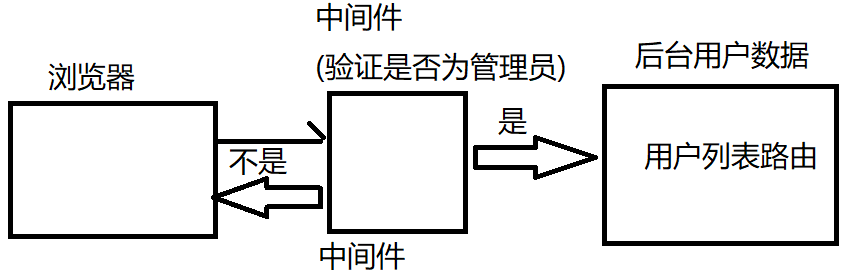 中间件
(验证是否为管理员)
浏览器
后台用户数据
是
不是
用户列表路由
中间件